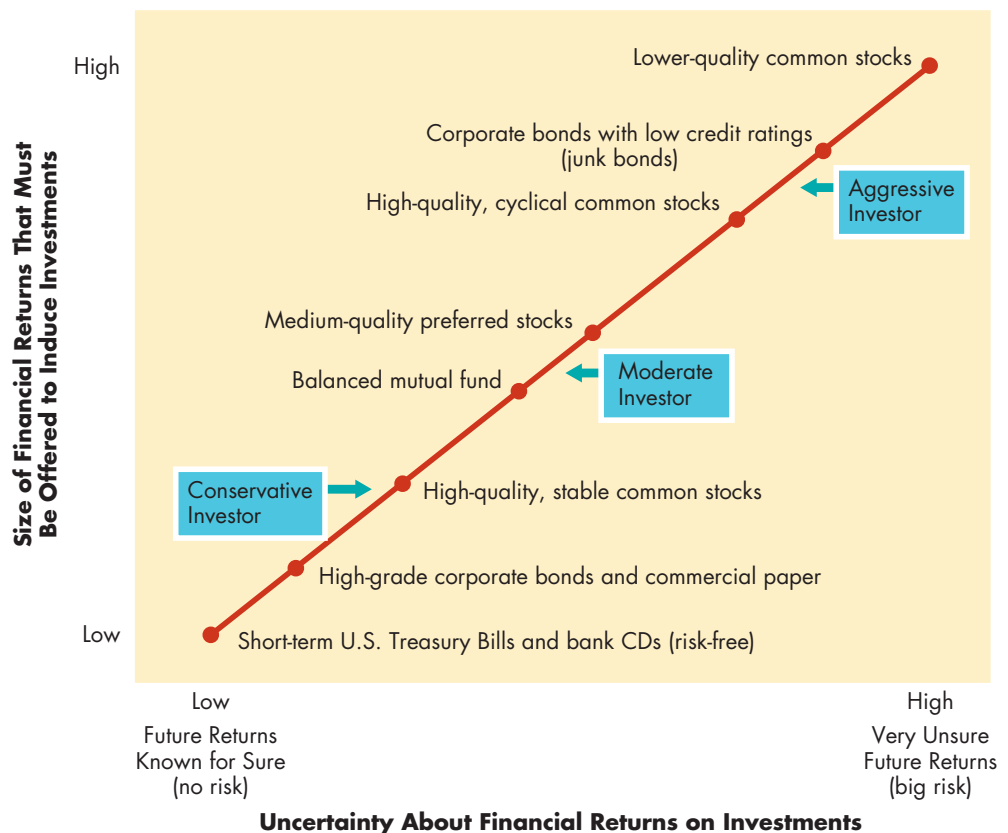 Size of Financial Returns That Must
Be Offered to Induce Investments
High
Low
Lower-quality common stocks
Corporate bonds with low credit ratings
(junk bonds)
Aggressive
Investor
High-quality, cyclical common stocks
Medium-quality preferred stocks
Moderate
Investor
Balanced mutual fund
Conservative
Investor
High-quality, stable common stocks
High-grade corporate bonds and commercial paper
Short-term U.S. Treasury Bills and bank CDs (risk-free)
Low
Future Returns
Known for Sure
(no risk)
High
Very Unsure
Future Returns
(big risk)
Uncertainty About Financial Returns on Investments